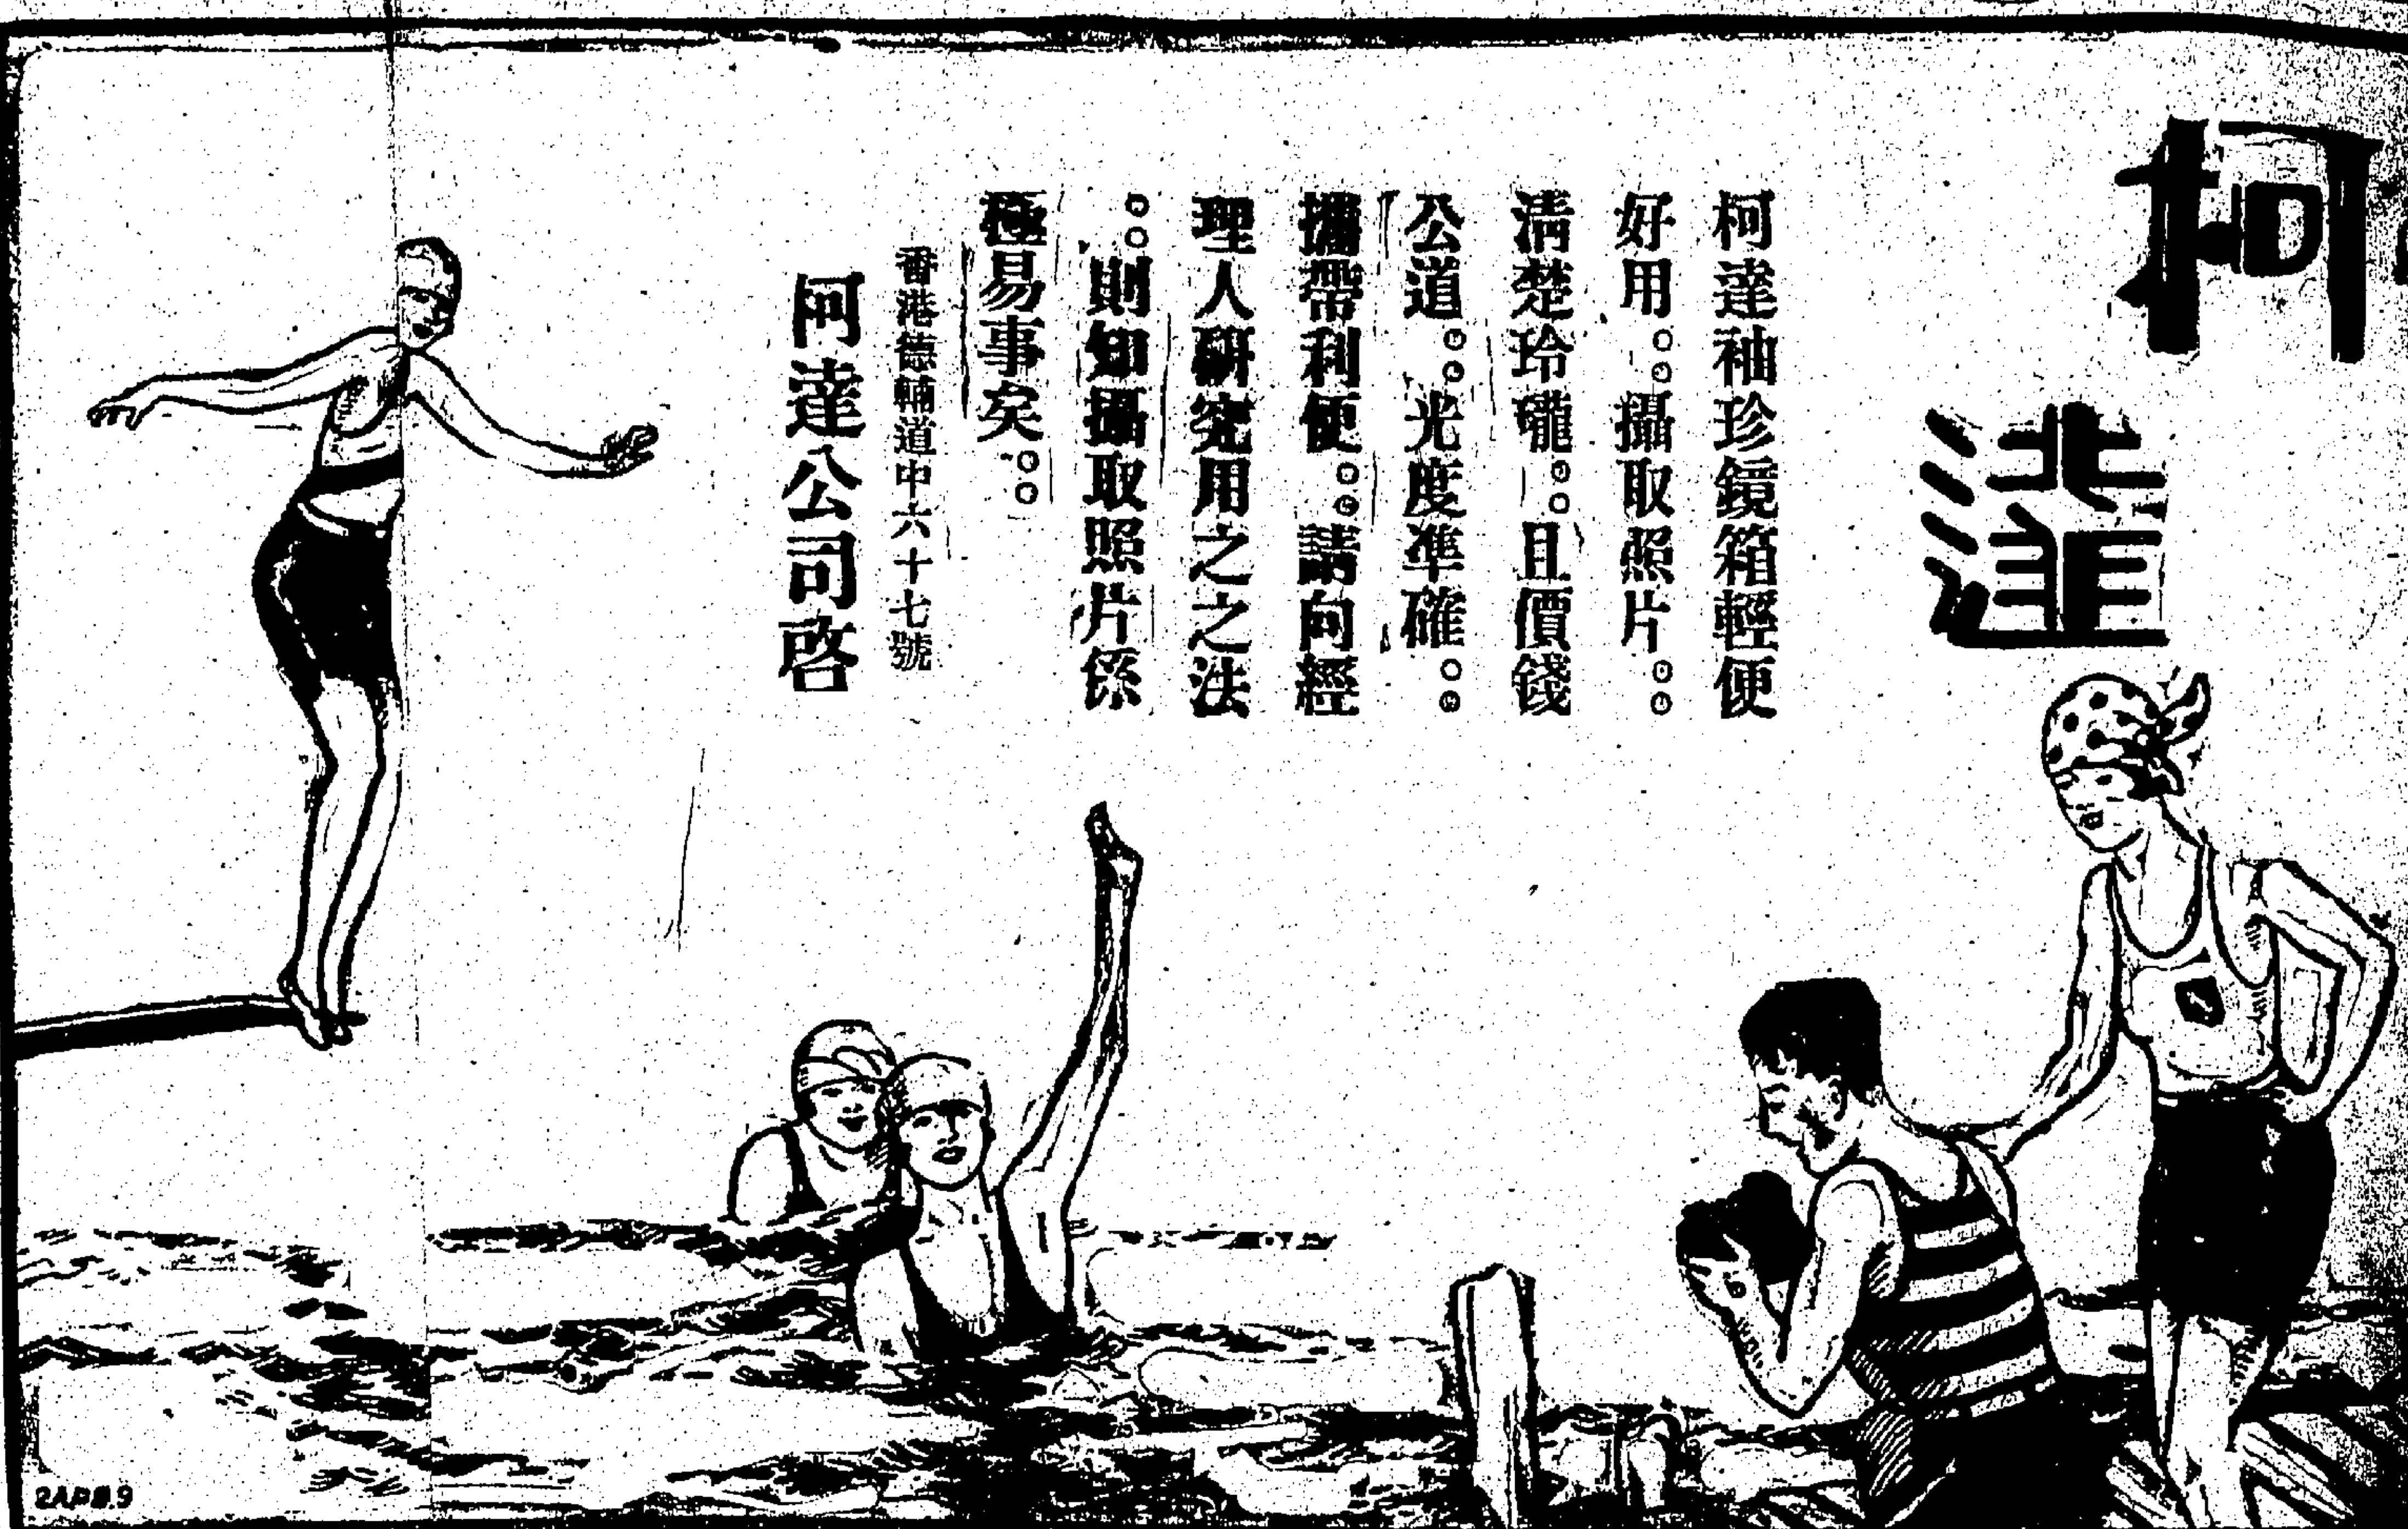 柯達
柯達袖珍鏡箱輕便
好用。。攝取照片。。
清楚玲瓏。。且價錢
公道。。光度準確。。
攜帶利便。。請向經
理人研究用之之法
。。則知攝取照片係
極易事矣。。
香港德輔道中六十七號
柯達公司啓